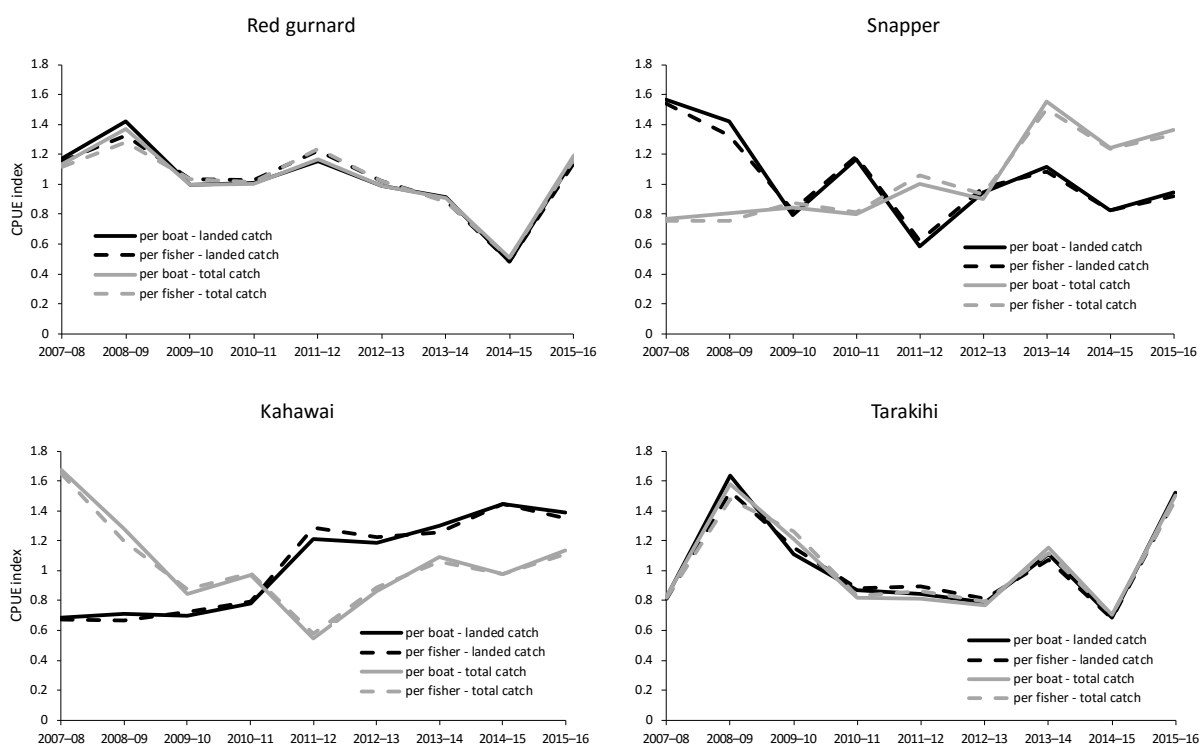 Red gurnard
CPUE index
1.8
1.6
1.4
1.2
1
0.8
0.6
0.4
0.2
0
per boat - landed catch
per fisher - landed catch
per boat - total catch
per fisher - total catch
2007–08 2008–09 2009–10 2010–11 2011–12 2012–13 2013–14 2014–15 2015–16
Snapper
1.8
1.6
1.4
1.2
1
0.8
0.6
0.4
0.2
0
per boat - landed catch
per fisher - landed catch
per boat - total catch
per fisher - total catch
2007–08 2008–09 2009–10 2010–11 2011–12 2012–13 2013–14 2014–15 2015–16
Kahawai
CPUE index
1.8
1.6
1.4
1.2
1
0.8
0.6
0.4
0.2
0
per boat - landed catch
per fisher - landed catch
per boat - total catch
per fisher - total catch
2007–08 2008–09 2009–10 2010–11 2011–12 2012–13 2013–14 2014–15 2015–16
Tarakihi
1.8
1.6
1.4
1.2
1
0.8
0.6
0.4
0.2
0
per boat - landed catch
per fisher - landed catch
per boat - total catch
per fisher - total catch
2007–08 2008–09 2009–10 2010–11 2011–12 2012–13 2013–14 2014–15 2015–16